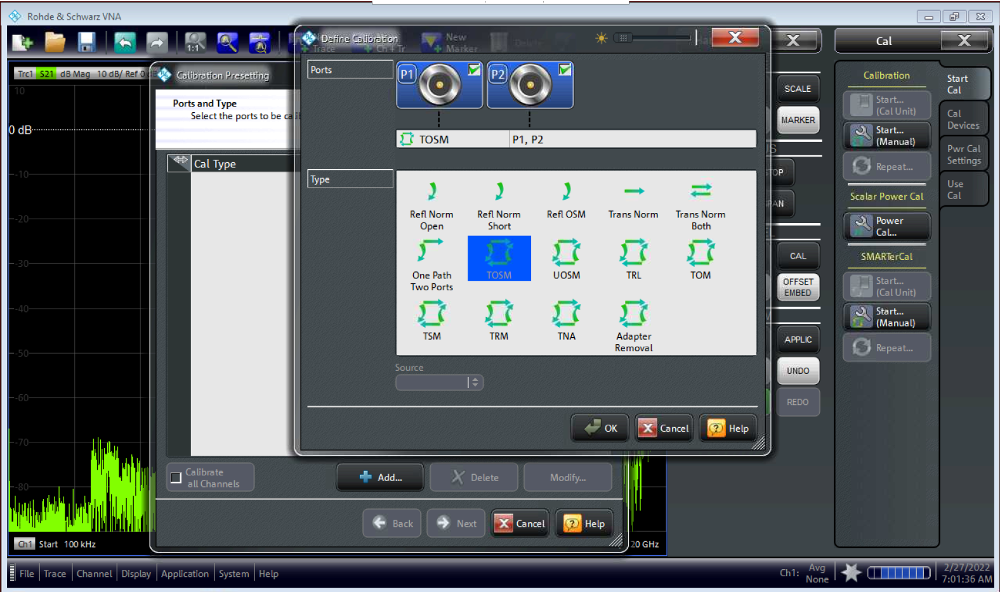 Rohde & Schwarz VNA
Define Calibration
Trace
Ch + Tr
New
Marker
Cal
Trc1 S21 dB Mag 10 dB/ Ref 0
Calibration Presetting
Ports and Type
Select the ports to be cali
Cal Type
10
0 dB
-10
-20
-30
-40
-50
-60
-70
-80
Ports
P1
P2
TOSM P1, P2
Type
Refl Norm
Open
Refl Norm
Short
Refl OSM
Trans Norm
Trans Norm
Both
One Path
Two Ports
TOSM
UOSM
TRL
TOM
TSM
TRM
TNA
Adapter
Removal
Source
OK
Cancel
Help
Calibrate
all Channels
Add...
Delete
Modify...
Back
Next
Cancel
Help
Ch1 Start 100 kHz
20 GHz
SCALE
MARKER
CAL
OFFSET
EMBED
APPLIC
UNDO
REDO
Calibration
Start...
(Cal Unit)
Start...
(Manual)
Repeat...
Scalar Power Cal
Power
Cal...
SMARTerCal
Start...
(Cal Unit)
Start...
(Manual)
Repeat...
Start
Cal
Cal
Devices
Pwr Cal
Settings
Use
Cal
File
Trace
Channel
Display
Application
System
Help
Ch1: Avg
None
2/27/2022
7:01:36 AM
1:1